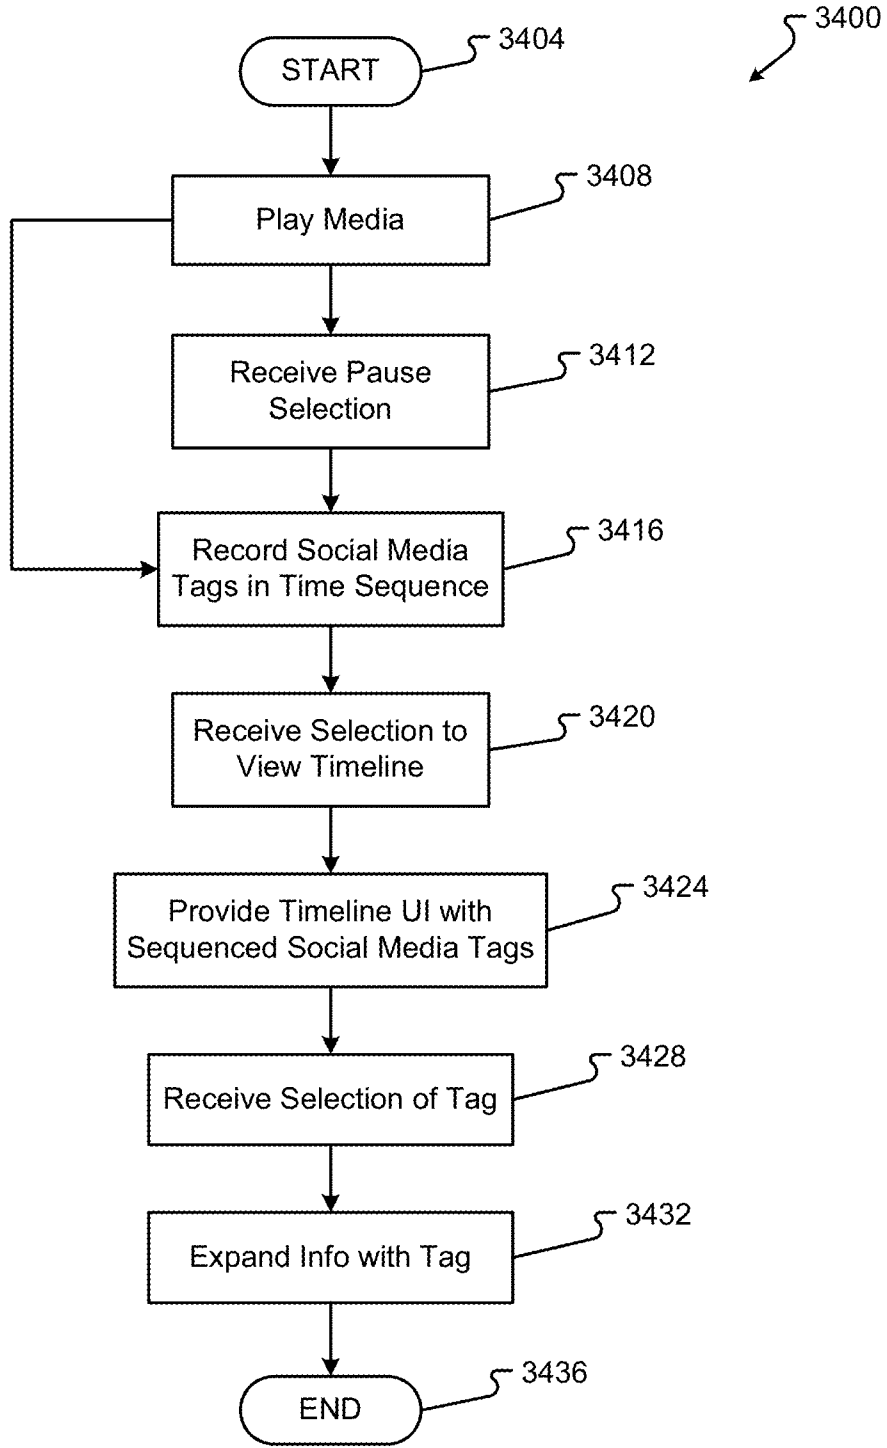 3400
START
3404
Play Media
3408
Receive Pause
Selection
3412
Record Social Media
Tags in Time Sequence
3416
Receive Selection to
View Timeline
3420
Provide Timeline UI with
Sequenced Social Media Tags
3424
Receive Selection of Tag
3428
Expand Info with Tag
3432
END
3436